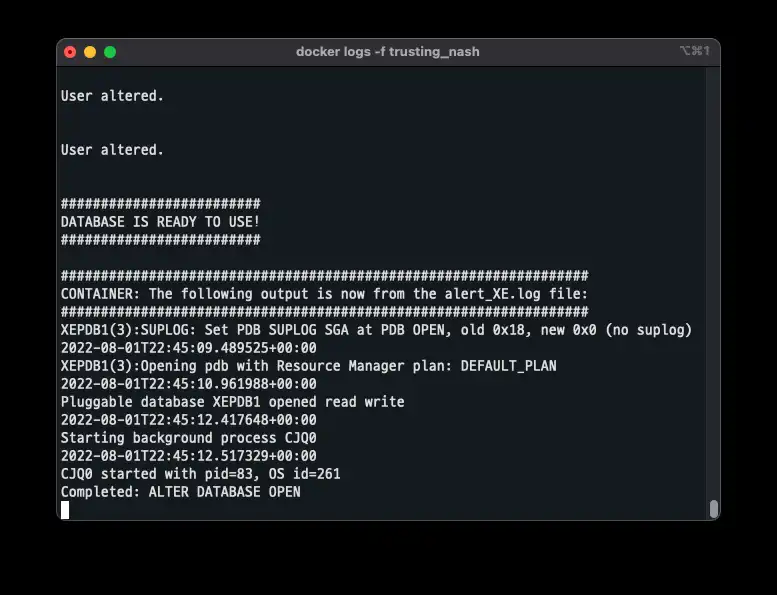 docker logs -f trusting_nash
⌥⌘1
User altered.
User altered.
#########################
DATABASE IS READY TO USE!
#########################
##################################################################
CONTAINER: The following output is now from the alert_XE.log file:
##################################################################
XEPDB1(3):SUPLOG: Set PDB SUPLOG SGA at PDB OPEN, old 0x18, new 0x0 (no suplog)
2022-08-01T22:45:09.489525+00:00
XEPDB1(3):Opening pdb with Resource Manager plan: DEFAULT_PLAN
2022-08-01T22:45:10.961988+00:00
Pluggable database XEPDB1 opened read write
2022-08-01T22:45:12.417648+00:00
Starting background process CJQ0
2022-08-01T22:45:12.517329+00:00
CJQ0 started with pid=83, OS id=261
Completed: ALTER DATABASE OPEN